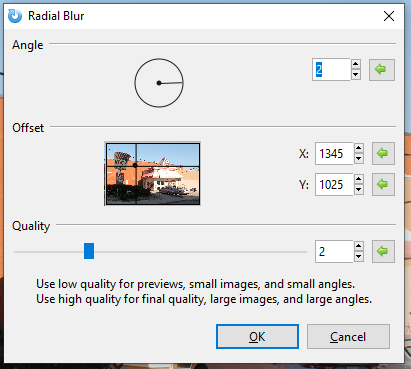 Radial Blur
Angle
2
Offset
X: 1345
Y: 1025
Quality
2
Use low quality for previews, small images, and small angles.
Use high quality for final quality, large images, and large angles.
OK Cancel